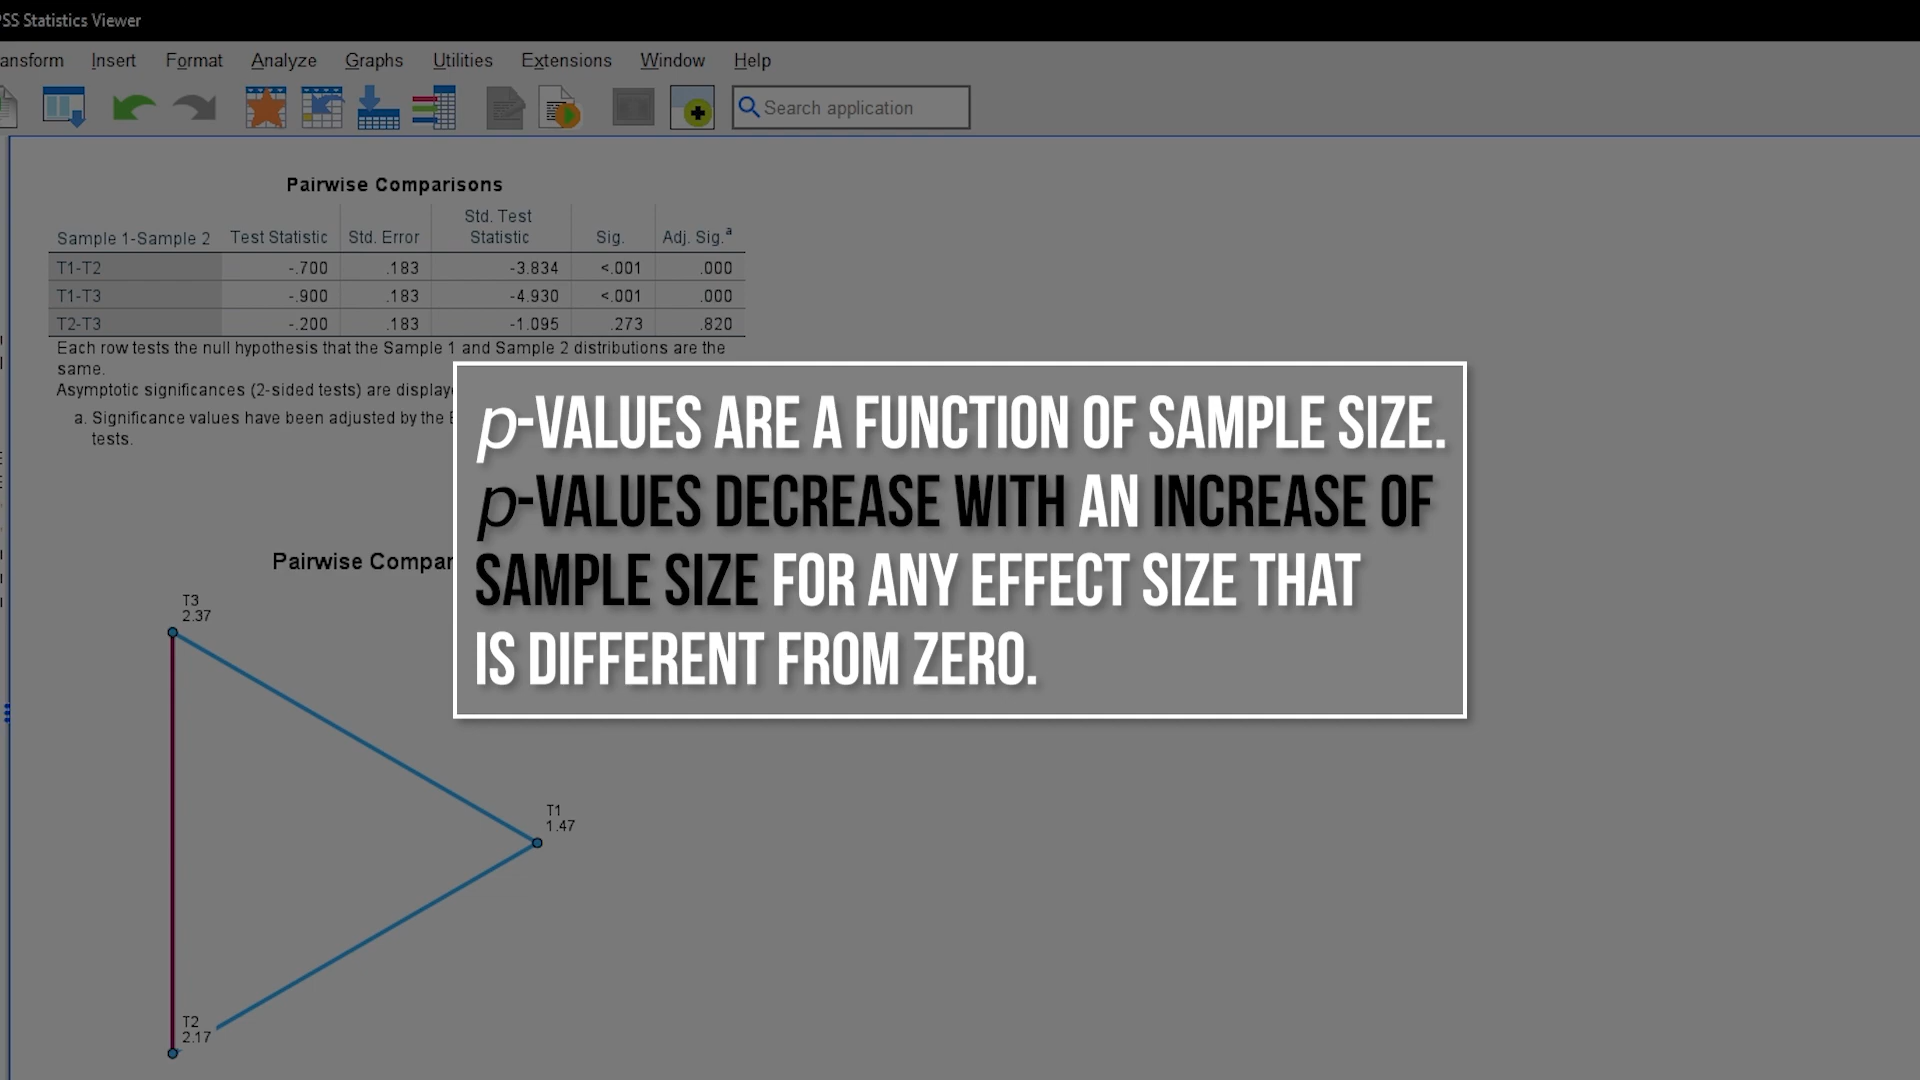 PSS Statistics Viewer
ansform Insert Format Analyze Graphs Utilities Extensions Window Help
Search application
Pairwise Comparisons
Sample 1-Sample 2 Test Statistic Std. Error Std. Test Statistic Sig. Adj. Sig.a
T1-T2 -.700 .183 -3.834 <.001 .000
T1-T3 -.900 .183 -4.930 <.001 .000
T2-T3 -.200 .183 -1.095 .273 .820
Each row tests the null hypothesis that the Sample 1 and Sample 2 distributions are the
same.
Asymptotic significances (2-sided tests) are displaye
a. Significance values have been adjusted by the
tests.
p-VALUES ARE A FUNCTION OF SAMPLE SIZE.
p-VALUES DECREASE WITH AN INCREASE OF
SAMPLE SIZE FOR ANY EFFECT SIZE THAT
IS DIFFERENT FROM ZERO.
Pairwise Compar
T3
2.37
T1
1.47
T2
2.17